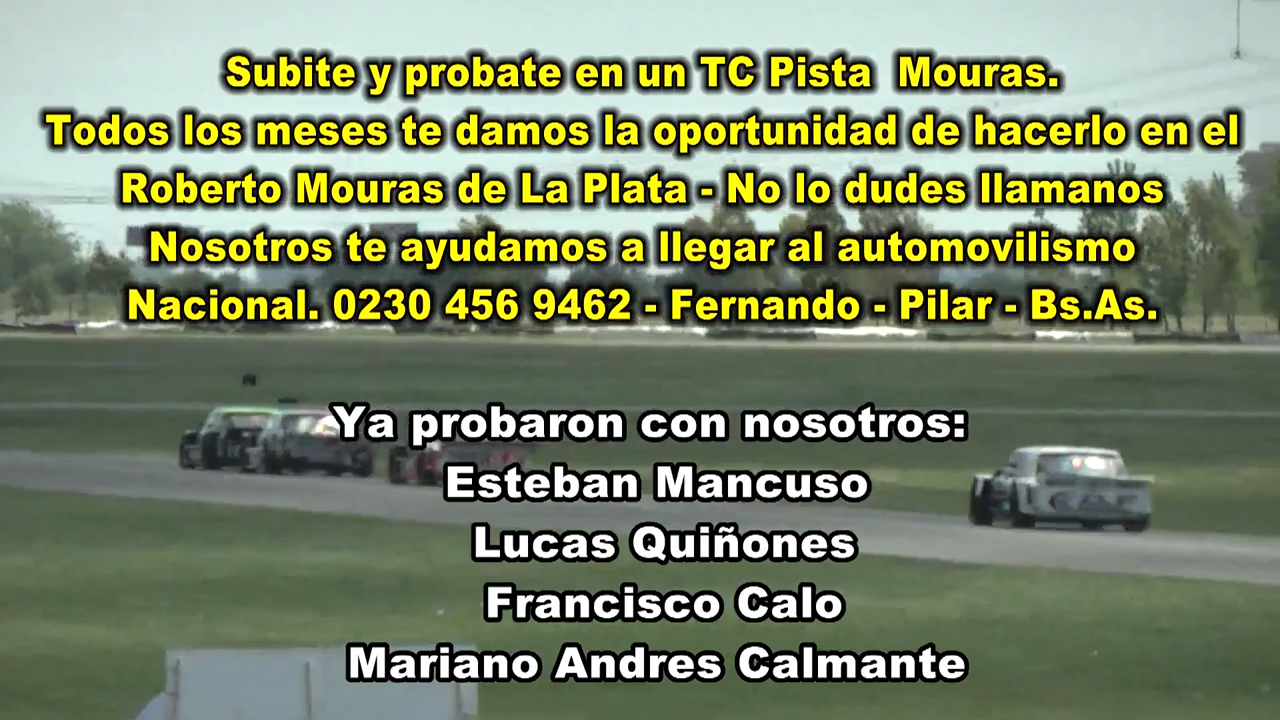 Subite y probate en un TC Pista Mouras.
Todos los meses te damos la oportunidad de hacerlo en el
Roberto Mouras de La Plata - No lo dudes llamanos
Nosotros te ayudamos a llegar al automovilismo
Nacional. 0230 456 9462 - Fernando - Pilar - Bs.As.
Ya probaron con nosotros:
Esteban Mancuso
Lucas Quiñones
Francisco Calo
Mariano Andres Calmante